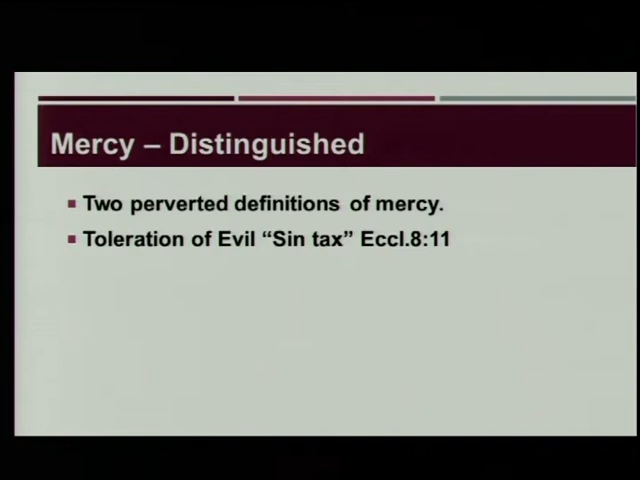 Mercy – Distinguished
Two perverted definitions of mercy.
Toleration of Evil “Sin tax” Eccl.8:11